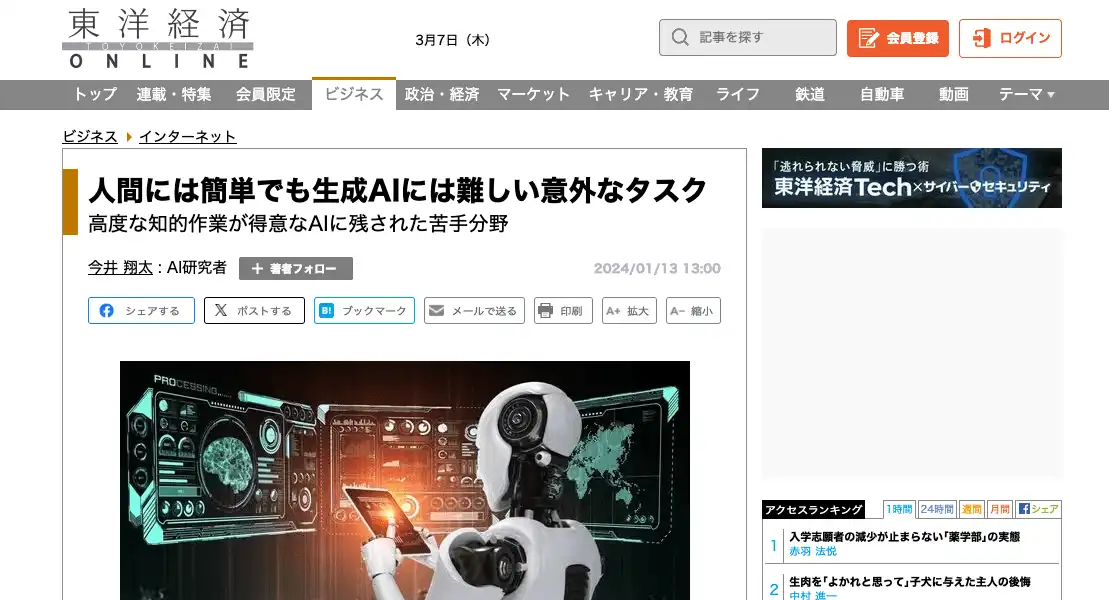 東洋経済
TOYOKEIZAI
ONLINE
3月7日（木）
記事を探す
会員登録
ログイン
トップ 連載・特集 会員限定 ビジネス 政治・経済 マーケット キャリア・教育 ライフ 鉄道 自動車 動画 テーマ▼
ビジネス インターネット
人間には簡単でも生成AIには難しい意外なタスク
高度な知的作業が得意なAIに残された苦手分野
今井 翔太 : AI研究者 ＋ 著者フォロー 2024/01/13 13:00
シェアする ポストする B! ブックマーク メールで送る 印刷 A+ 拡大 A− 縮小
PROCESSING...
「逃れられない脅威」に勝つ術
東洋経済Tech×サイバーセキュリティ
アクセスランキング 1時間 24時間 週間 月間 シェア
1 入学志願者の減少が止まらない「薬学部」の実態
赤羽 法悦
2 生肉を「よかれと思って」子犬に与えた主人の後悔
中村 進一